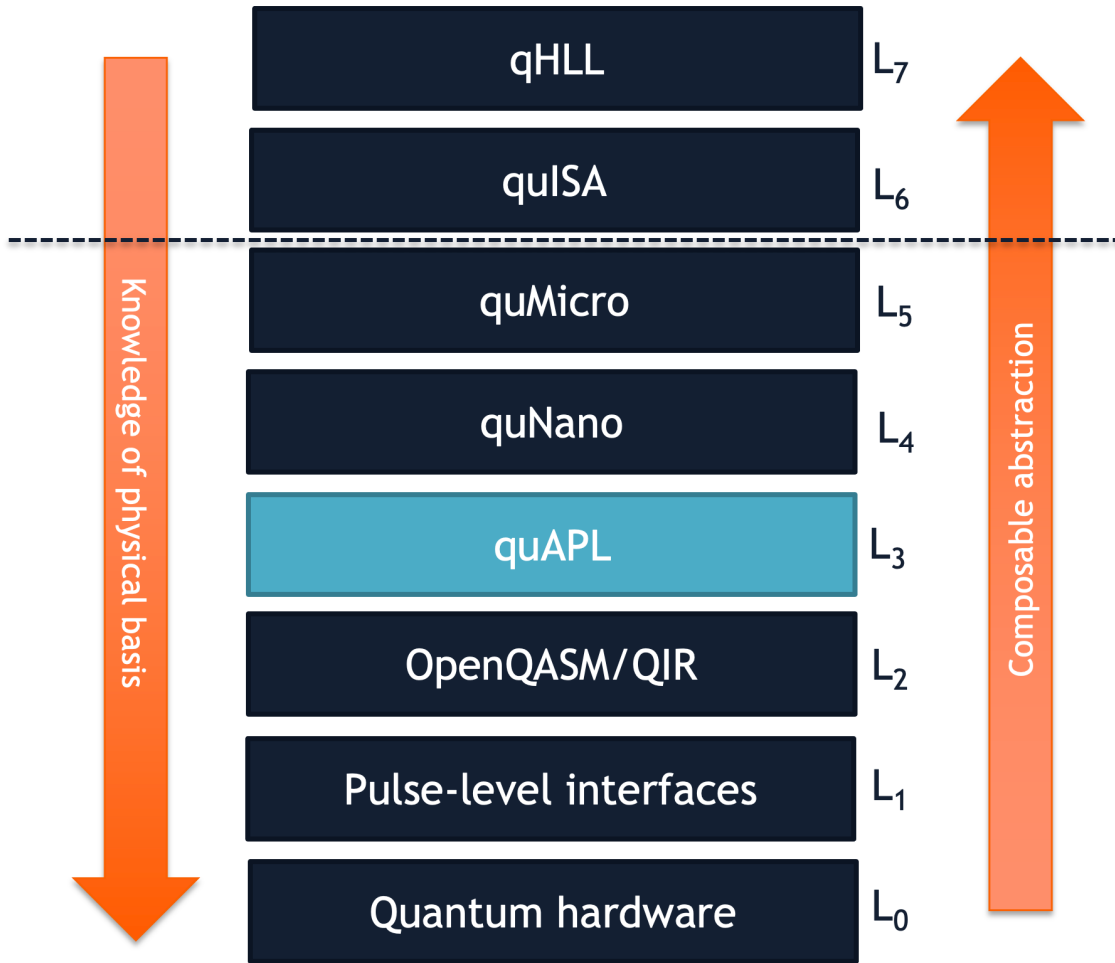 qHLL L₇
quISA L₆
quMicro L₅
quNano L₄
quAPL L₃
OpenQASM/QIR L₂
Pulse-level interfaces L₁
Quantum hardware L₀
Knowledge of physical basis
Composable abstraction